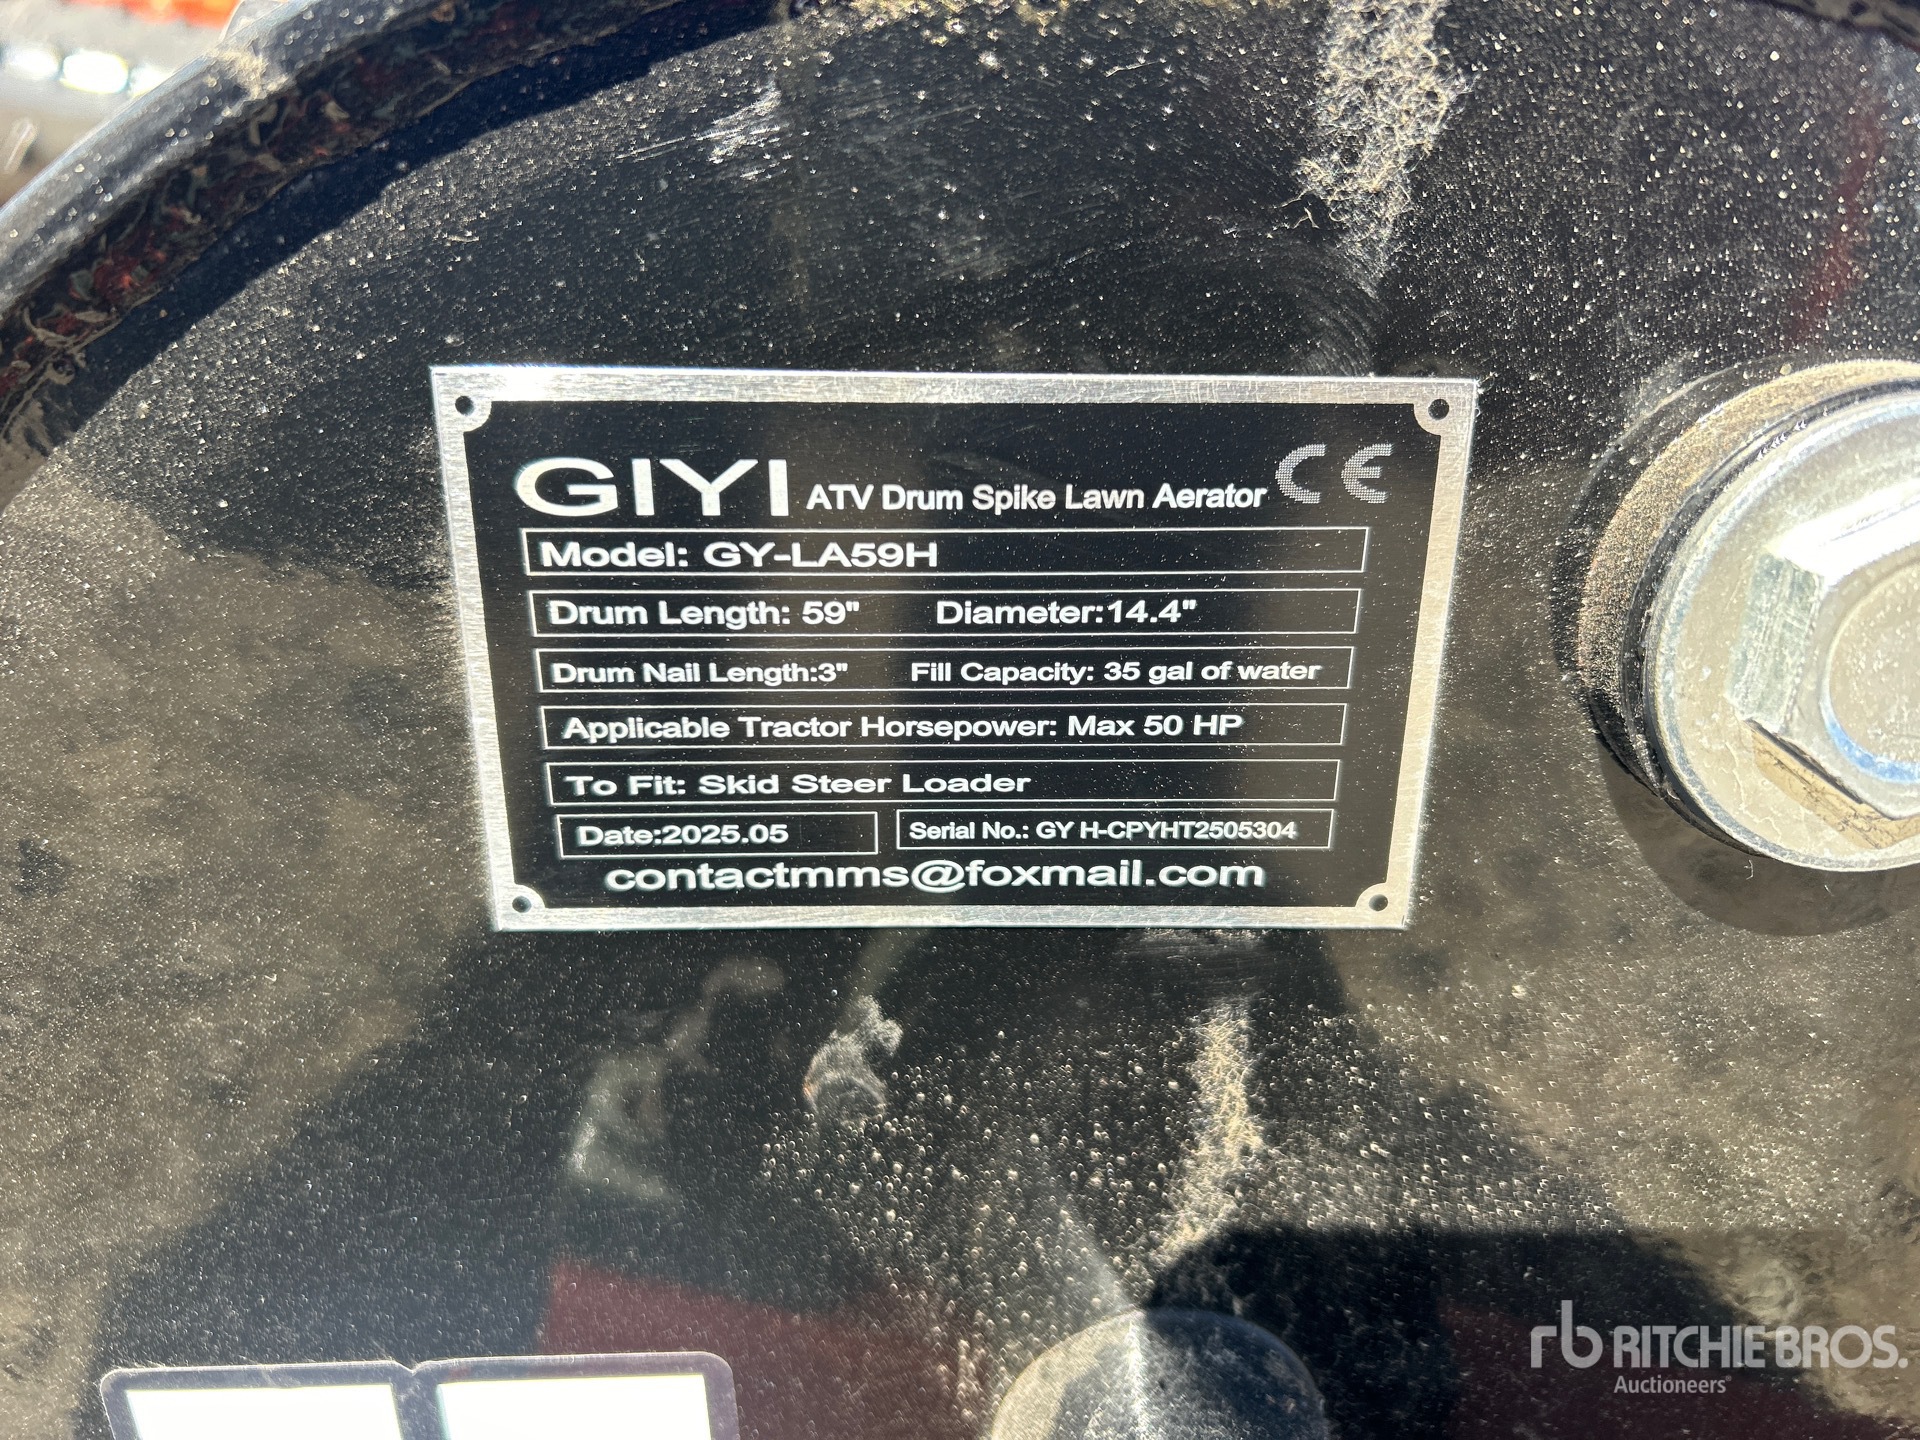 GIYI ATV Drum Spike Lawn Aerator CE
Model: GY-LA59H
Drum Length: 59" Diameter:14.4"
Drum Nail Length:3" Fill Capacity: 35 gal of water
Applicable Tractor Horsepower: Max 50 HP
To Fit: Skid Steer Loader
Date:2025.05 Serial No.: GY H-CPYHT2505304
contactmms@foxmail.com
rb RITCHIE BROS.
Auctioneers